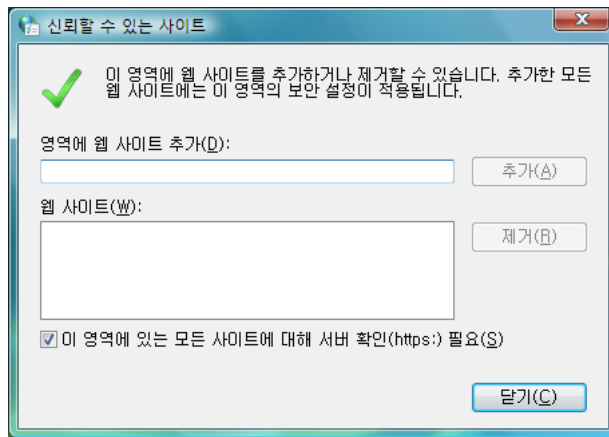 신뢰할 수 있는 사이트
이 영역에 웹 사이트를 추가하거나 제거할 수 있습니다. 추가한 모든
웹 사이트에는 이 영역의 보안 설정이 적용됩니다.
영역에 웹 사이트 추가(D):
추가(A)
웹 사이트(W):
제거(R)
이 영역에 있는 모든 사이트에 대해 서버 확인(https:) 필요(S)
닫기(C)